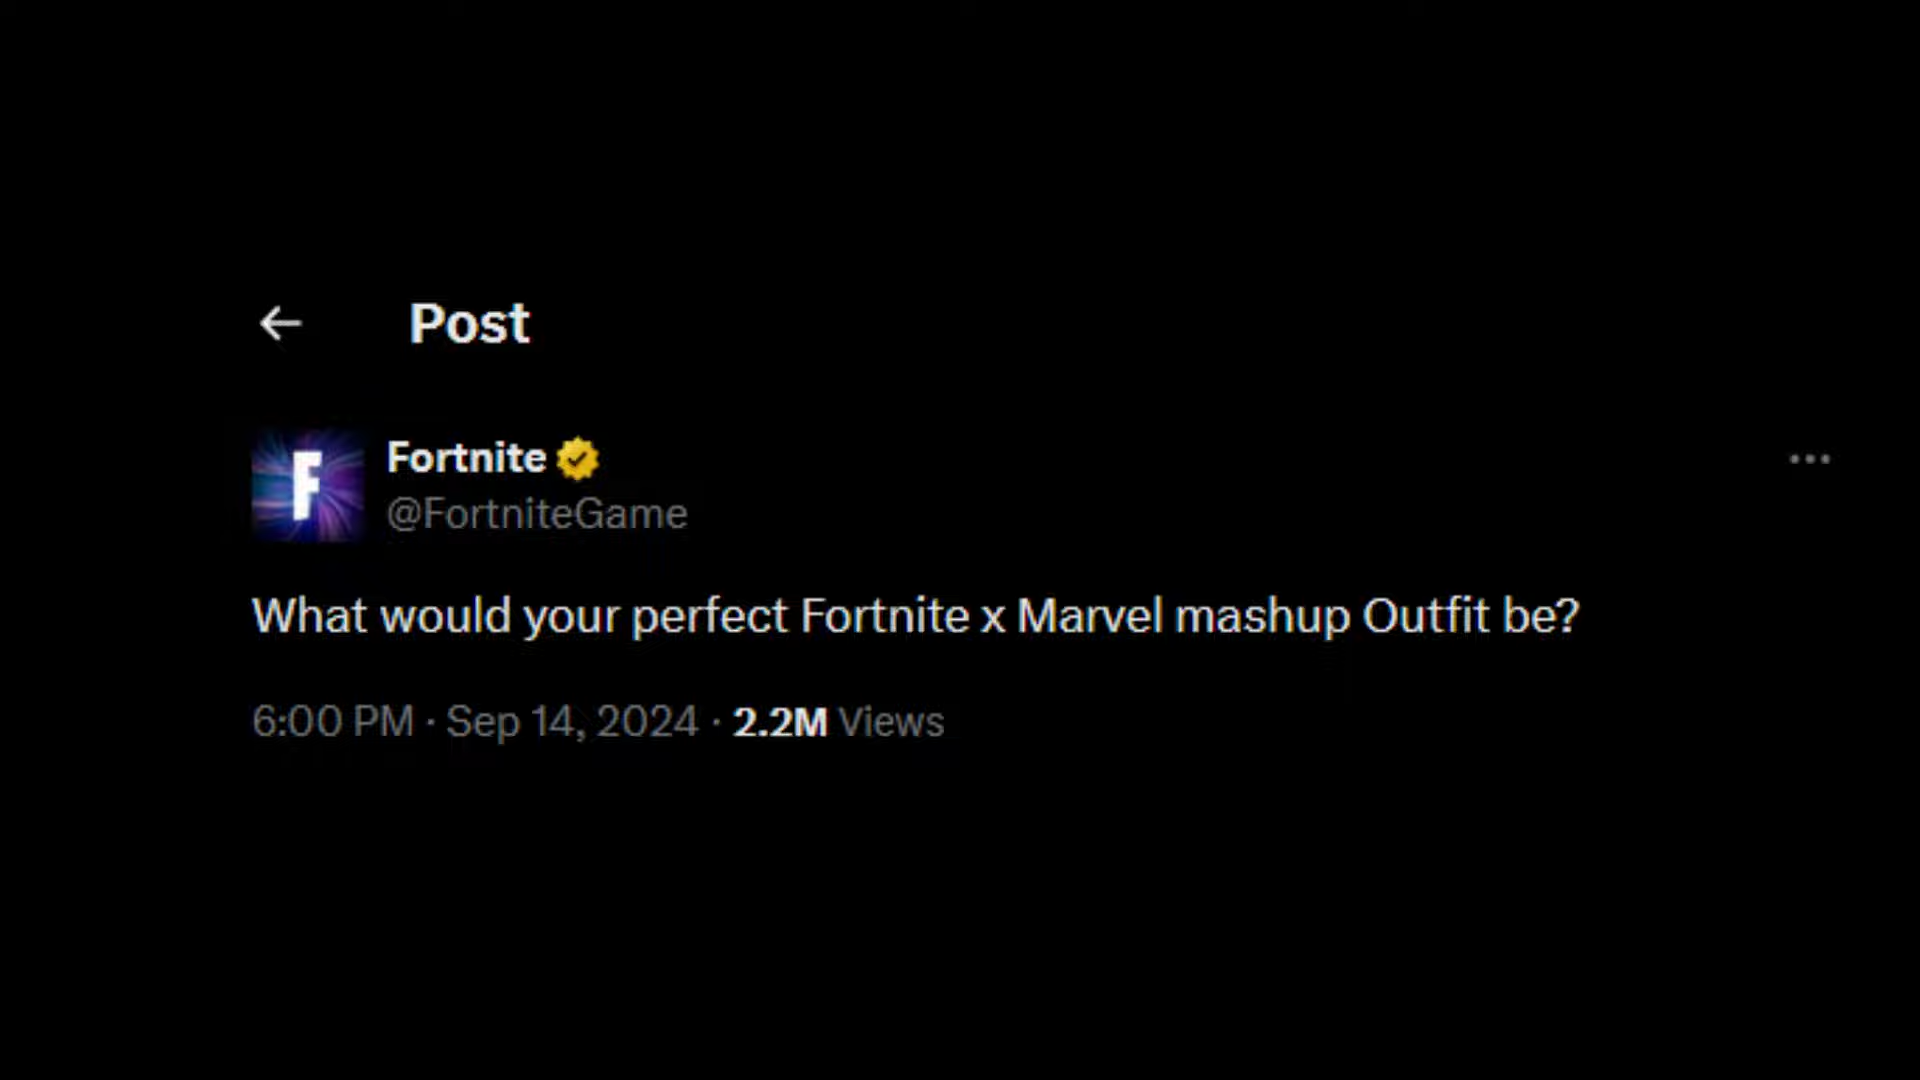 Post
F
Fortnite
@FortniteGame
What would your perfect Fortnite x Marvel mashup Outfit be?
6:00 PM · Sep 14, 2024 · 2.2M Views